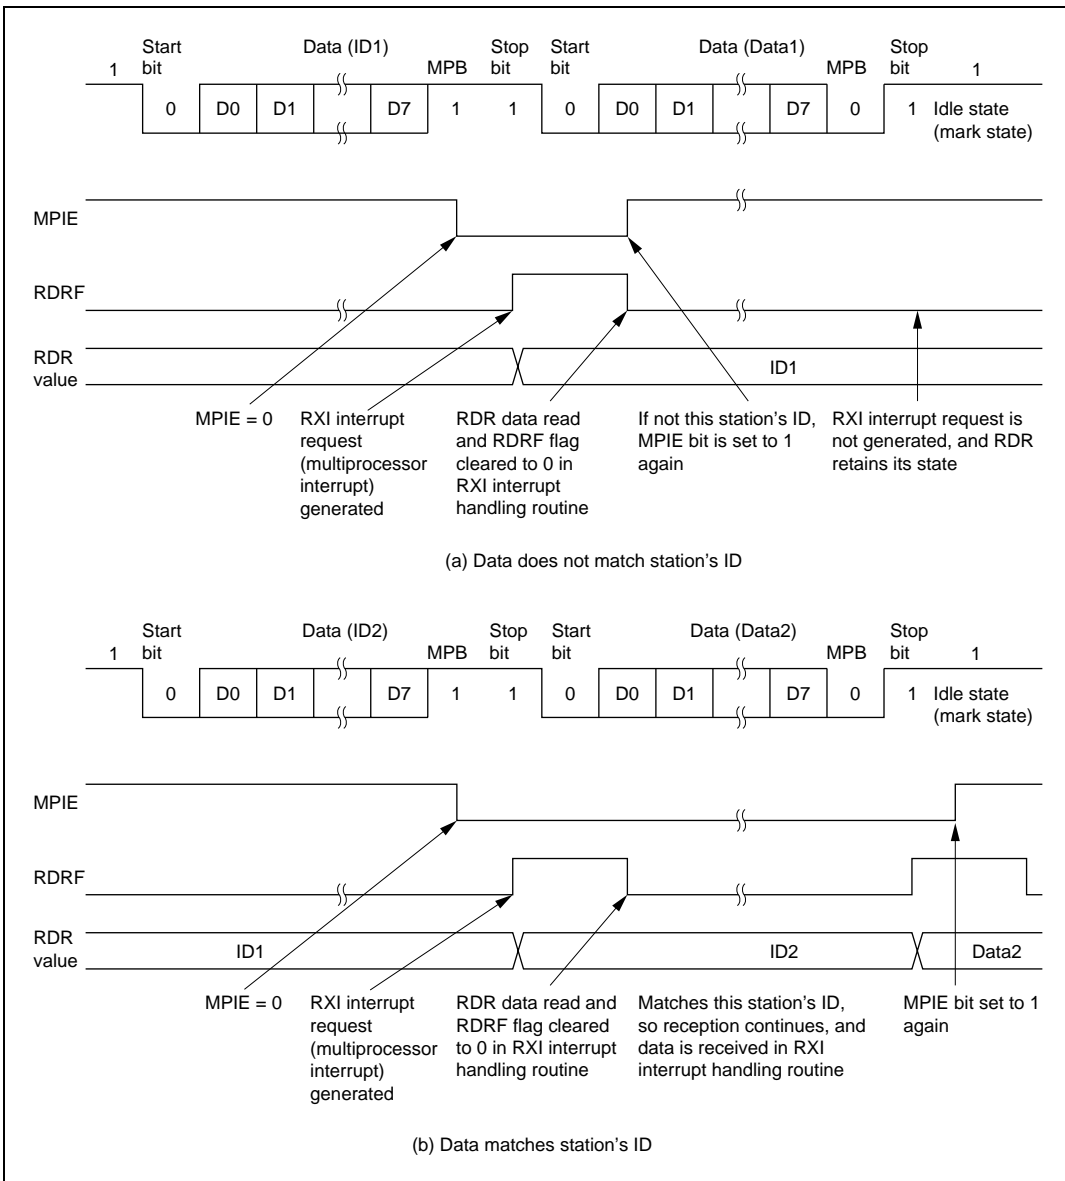 Start bit
Data (ID1)
Stop bit
Start bit
Data (Data1)
Stop bit
1
MPB
MPB
1
0
D0
D1
D7
1
1
0
D0
D1
D7
0
1
Idle state (mark state)
MPIE
RDRF
RDR value
ID1
MPIE = 0
RXI interrupt request (multiprocessor interrupt) generated
RDR data read and RDRF flag cleared to 0 in RXI interrupt handling routine
If not this station's ID, MPIE bit is set to 1 again
RXI interrupt request is not generated, and RDR retains its state
(a) Data does not match station's ID
Start bit
Data (ID2)
Stop bit
Start bit
Data (Data2)
Stop bit
1
MPB
MPB
1
0
D0
D1
D7
1
1
0
D0
D1
D7
0
1
Idle state (mark state)
MPIE
RDRF
RDR value
ID1
ID2
Data2
MPIE = 0
RXI interrupt request (multiprocessor interrupt) generated
RDR data read and RDRF flag cleared to 0 in RXI interrupt handling routine
Matches this station's ID, so reception continues, and data is received in RXI interrupt handling routine
MPIE bit set to 1 again
(b) Data matches station's ID